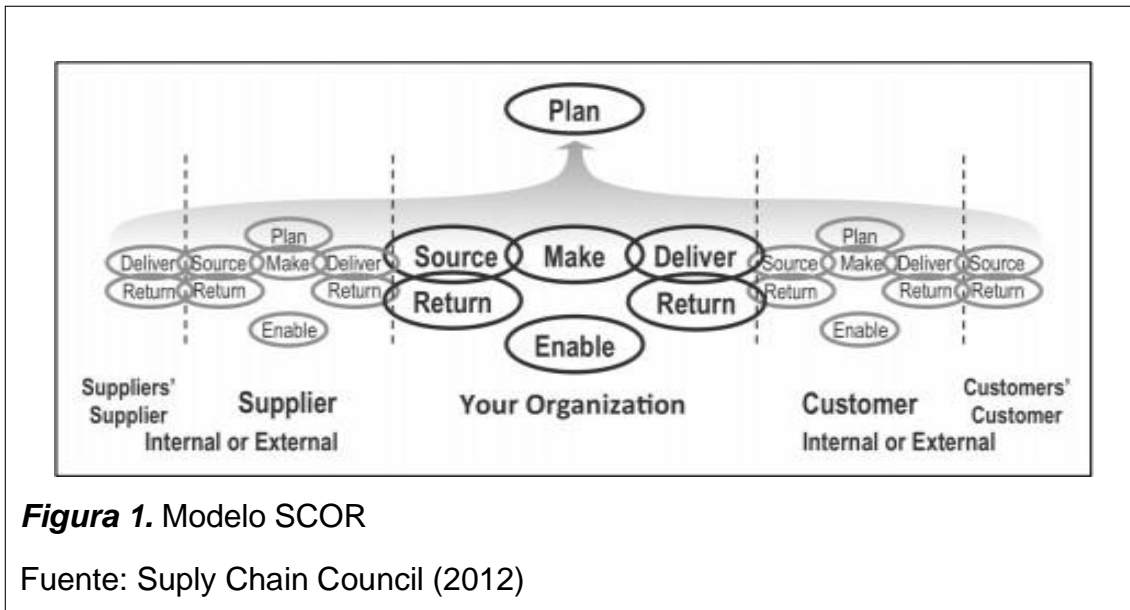 Plan
Plan Plan
Deliver Source Make Deliver Source Make Deliver Source Make Deliver Source
Return Return Return Return Return Return Return Return
Enable Enable Enable
Suppliers' Supplier Your Organization Customer Customers'
Supplier Customer
Internal or External Internal or External
Figura 1. Modelo SCOR
Fuente: Suply Chain Council (2012)